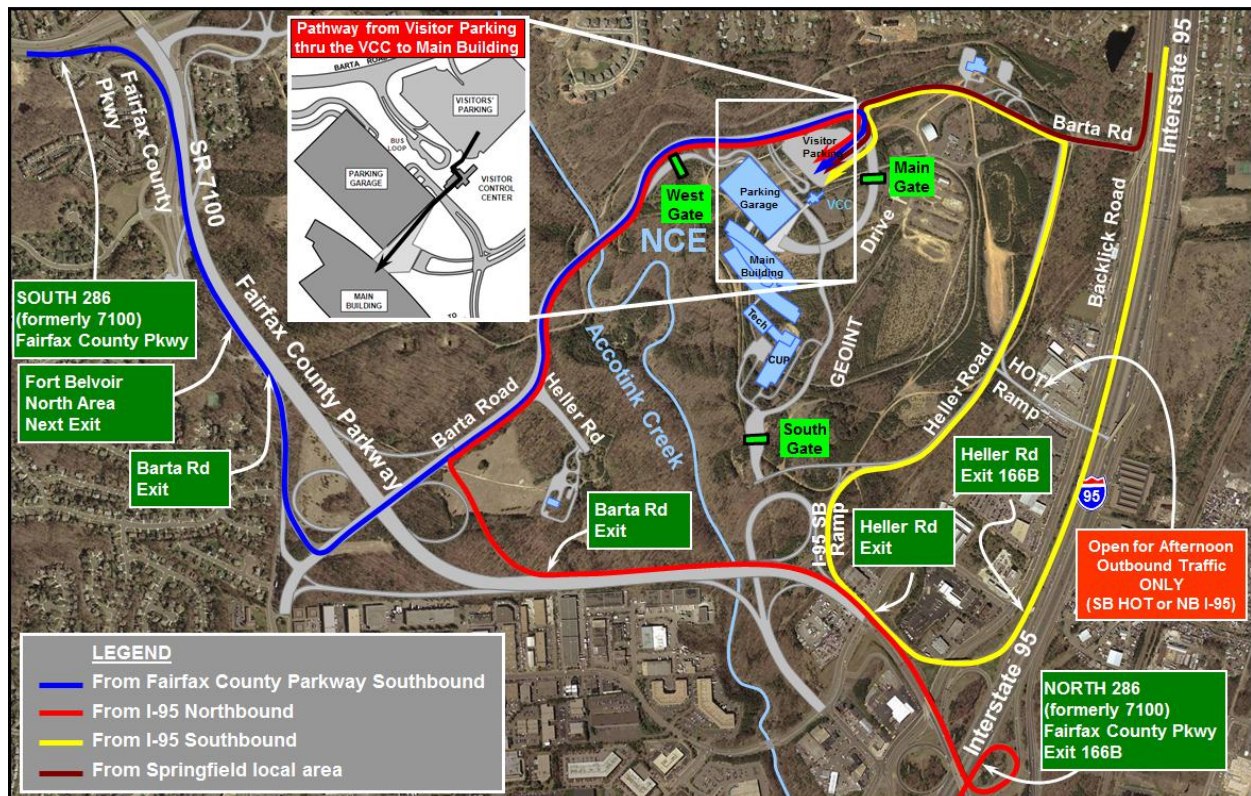 Pathway from Visitor Parking
thru the VCC to Main Building
BARTA ROAD
VISITORS'
PARKING
BUS
LOOP
PARKING
GARAGE
VISITOR
CONTROL
CENTER
MAIN
BUILDING
Fairfax County
Pkwy
SR 7100
Fairfax County Parkway
SOUTH 286
(formerly 7100)
Fairfax County Pkwy
Fort Belvoir
North Area
Next Exit
Barta Rd
Exit
Barta Road
Heller Rd
Barta Rd
Exit
Accotink Creek
NCE
West
Gate
Visitor
Parking
Parking
Garage
VCC
Main
Gate
Main
Building
Tech
CUP
GEOINT
Drive
South
Gate
Barta Rd
Interstate 95
Backlick Road
Heller Road
HOT
Ramp
I-95 SB
Ramp
Heller Rd
Exit
Heller Rd
Exit 166B
95
Open for Afternoon
Outbound Traffic
ONLY
(SB HOT or NB I-95)
Interstate 95
NORTH 286
(formerly 7100)
Fairfax County Pkwy
Exit 166B
LEGEND
From Fairfax County Parkway Southbound
From I-95 Northbound
From I-95 Southbound
From Springfield local area